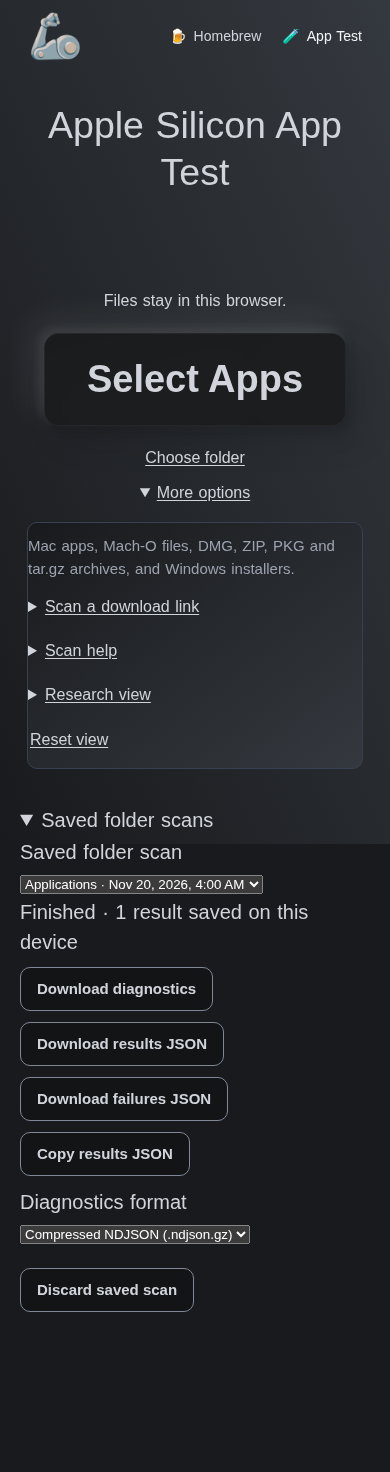 Homebrew
App Test
Apple Silicon App
Test
Files stay in this browser.
Select Apps
Choose folder
More options
Mac apps, Mach-O files, DMG, ZIP, PKG and
tar.gz archives, and Windows installers.
Scan a download link
Scan help
Research view
Reset view
Saved folder scans
Saved folder scan
Applications · Nov 20, 2026, 4:00 AM
Finished · 1 result saved on this
device
Download diagnostics
Download results JSON
Download failures JSON
Copy results JSON
Diagnostics format
Compressed NDJSON (.ndjson.gz)
Discard saved scan